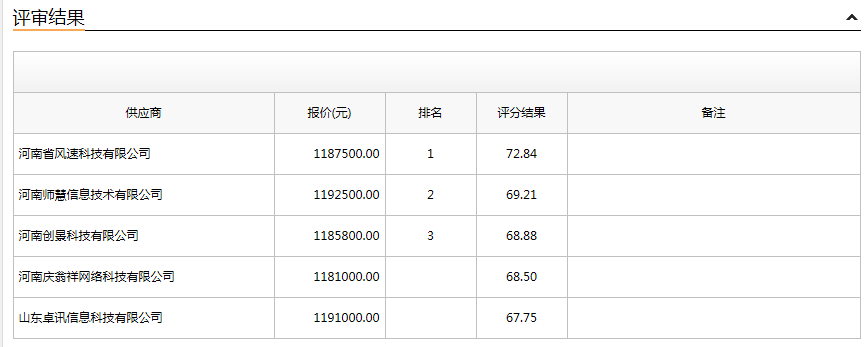 评审结果
供应商 报价(元) 排名 评分结果 备注
河南省风速科技有限公司 1187500.00 1 72.84
河南师慧信息技术有限公司 1192500.00 2 69.21
河南创景科技有限公司 1185800.00 3 68.88
河南庆翁祥网络科技有限公司 1181000.00 68.50
山东卓讯信息科技有限公司 1191000.00 67.75